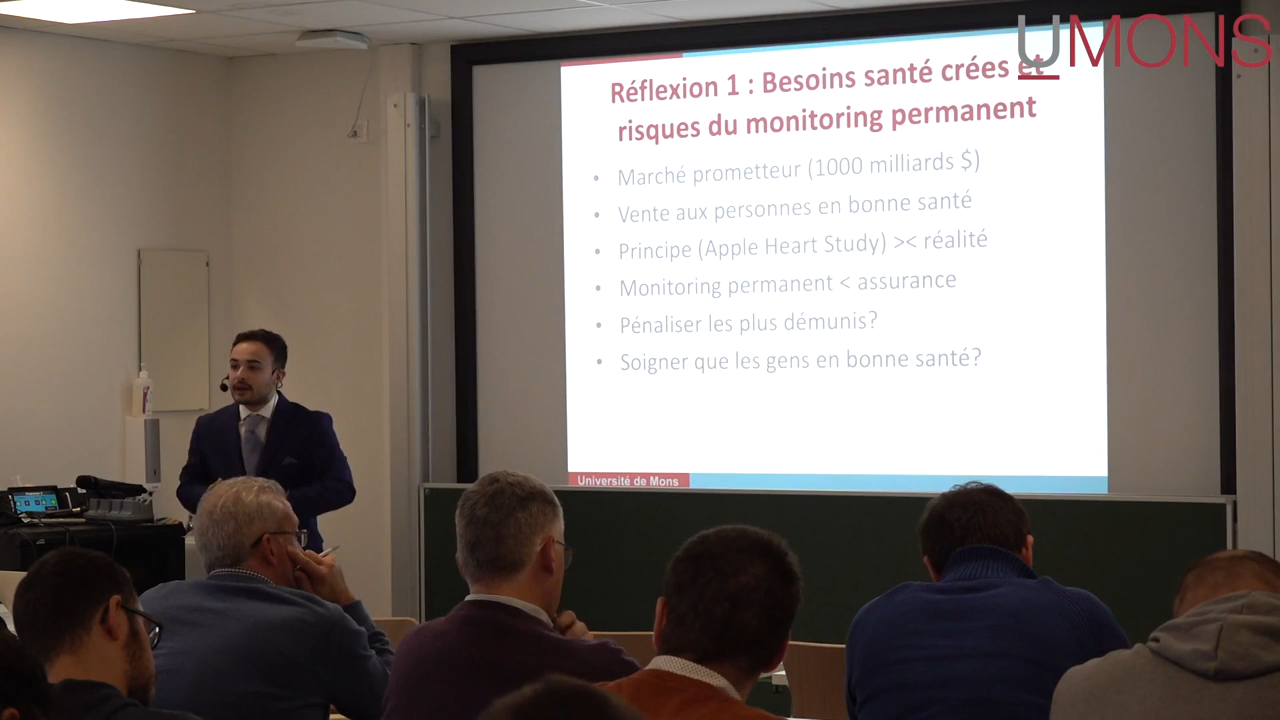 UMONS
Réflexion 1 : Besoins santé crées et
risques du monitoring permanent
• Marché prometteur (1000 milliards $)
• Vente aux personnes en bonne santé
• Principe (Apple Heart Study) >< réalité
• Monitoring permanent < assurance
• Pénaliser les plus démunis?
• Soigner que les gens en bonne santé?
Université de Mons